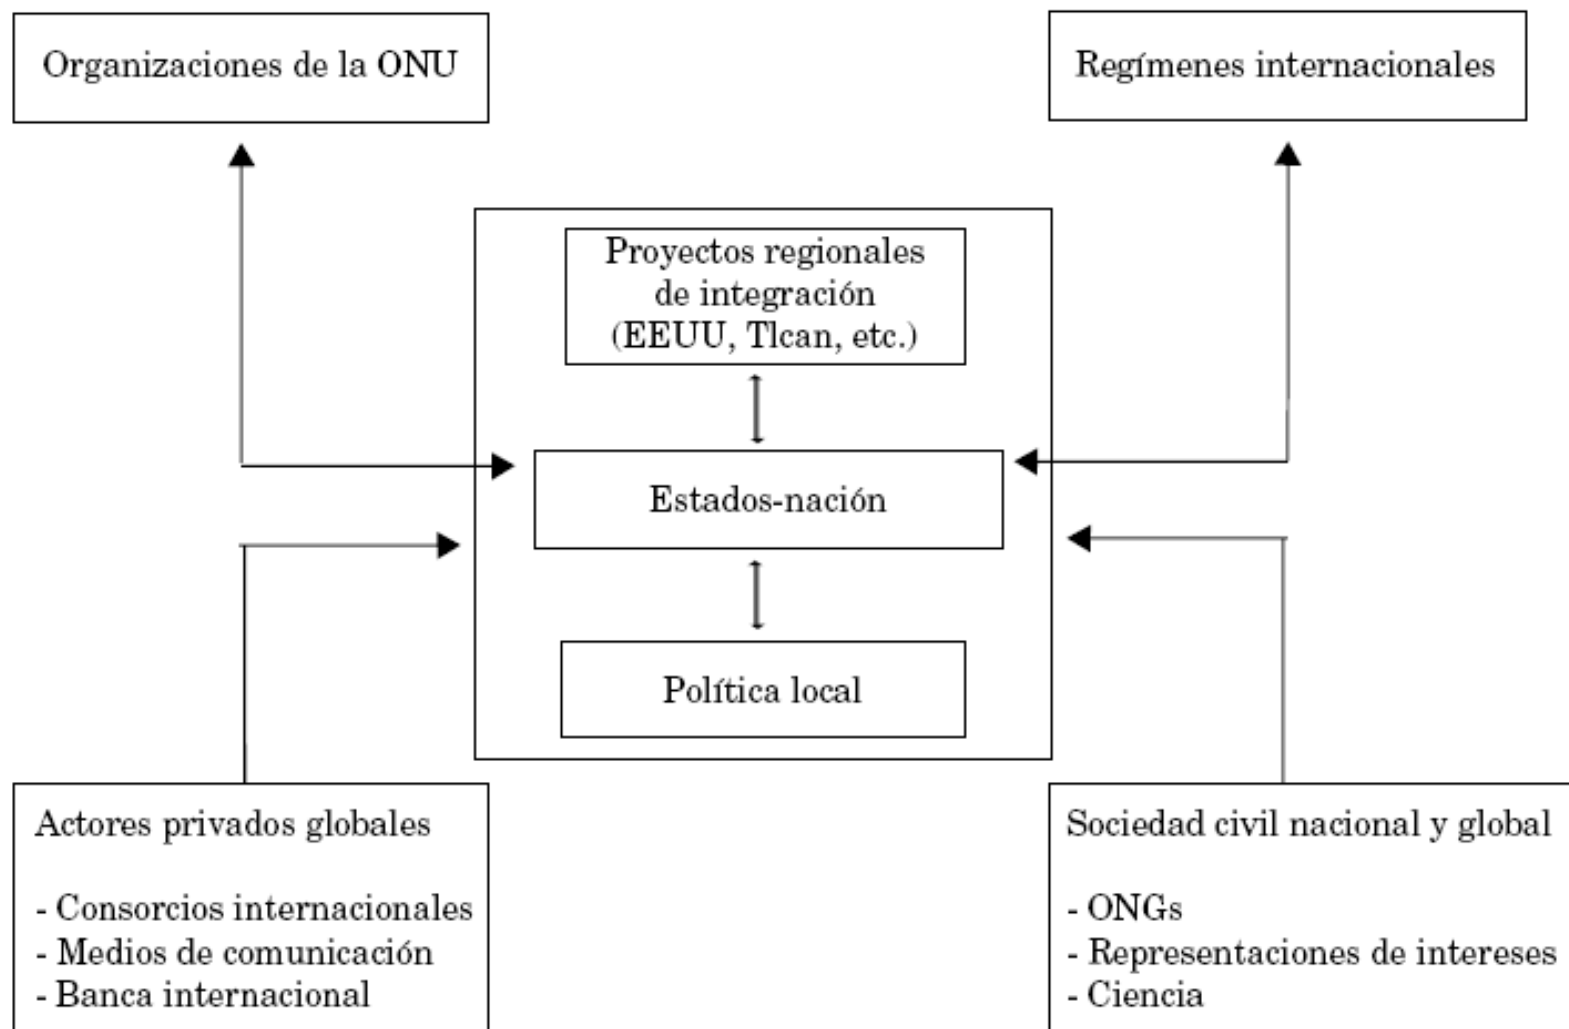 Organizaciones de la ONU
Regímenes internacionales
Proyectos regionales
de integración
(EEUU, Tlcan, etc.)
Estados-nación
Política local
Actores privados globales
- Consorcios internacionales
- Medios de comunicación
- Banca internacional
Sociedad civil nacional y global
- ONGs
- Representaciones de intereses
- Ciencia